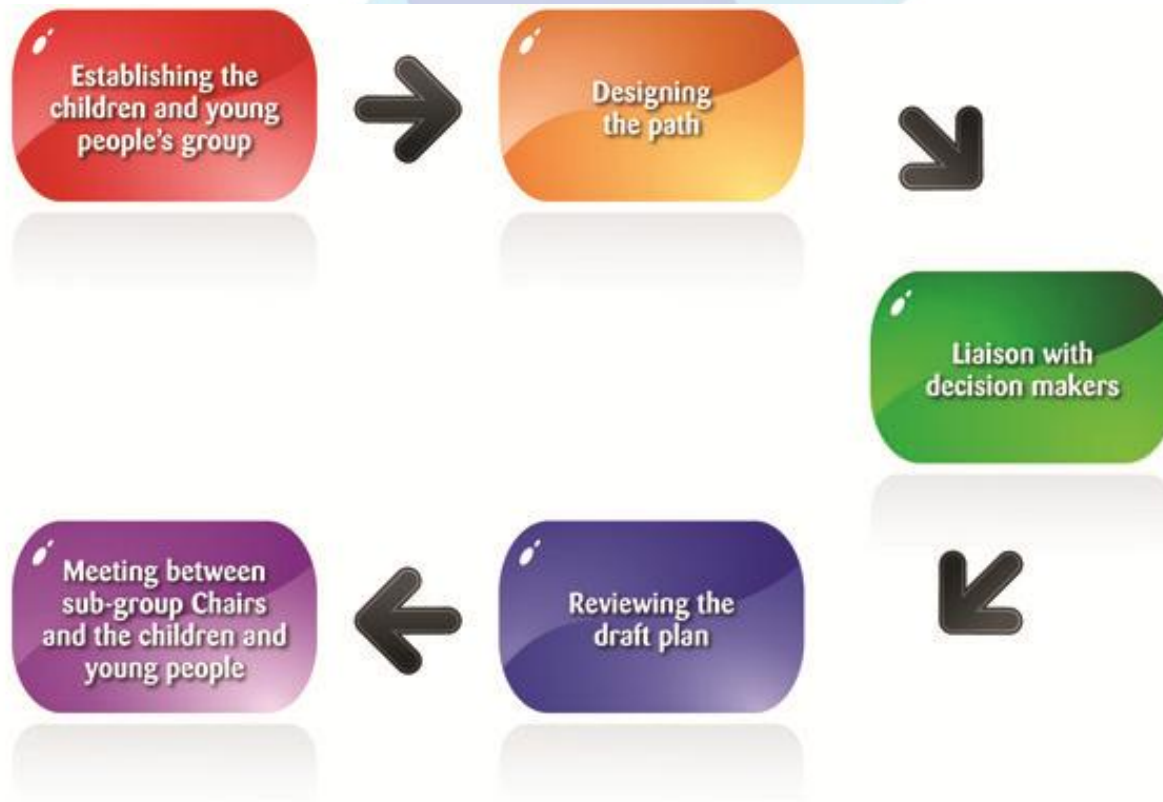 Establishing the
children and young
people's group
Designing
the path
Liaison with
decision makers
Reviewing the
draft plan
Meeting between
sub-group Chairs
and the children and
young people